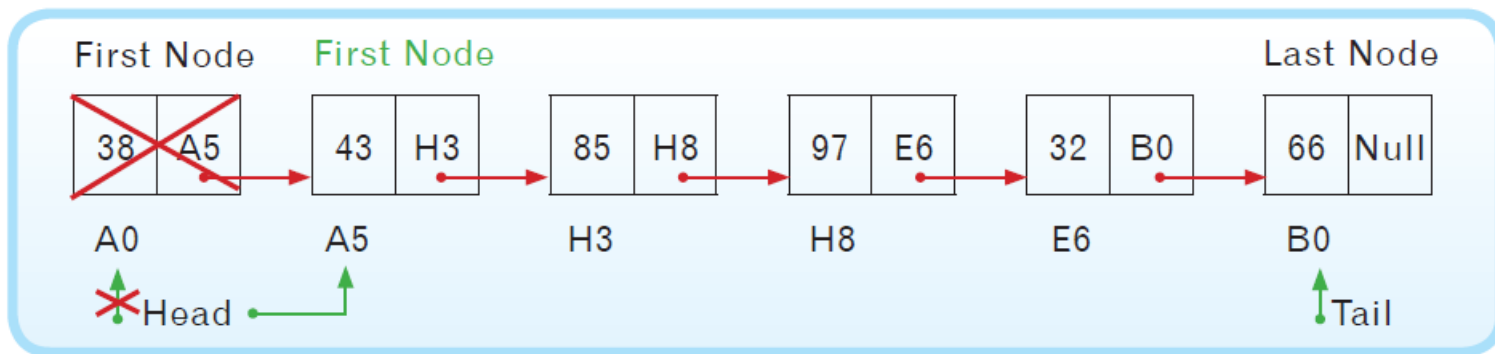 First Node First Node Last Node
38 A5 43 H3 85 H8 97 E6 32 B0 66 Null
A0 A5 H3 H8 E6 B0
Head Tail